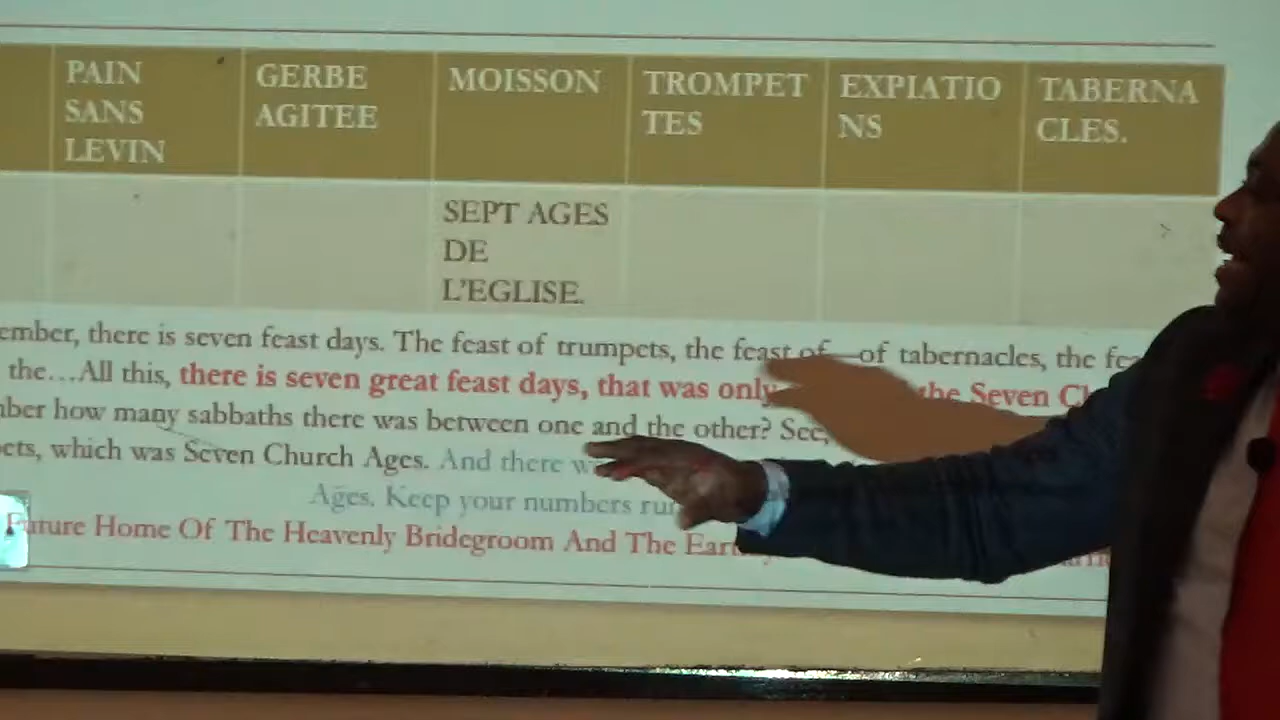 PAIN
SANS
LEVIN
GERBE
AGITEE
MOISSON
TROMPET
TES
EXPIATIO
NS
TABERNA
CLES.
SEPT AGES
DE
L'EGLISE.
ember, there is seven feast days. The feast of trumpets, the feast of—of tabernacles, the fea
the…All this, there is seven great feast days, that was only the Seven Ch
ber how many sabbaths there was between one and the other? See,
ets, which was Seven Church Ages. And there w
Ages. Keep your numbers ru
Future Home Of The Heavenly Bridegroom And The Eart